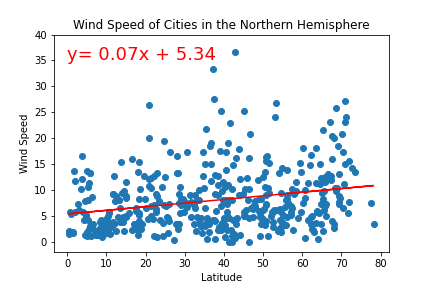 Wind Speed of Cities in the Northern Hemisphere
y= 0.07x + 5.34
40
35
30
25
20
15
10
5
0
Wind Speed
0 10 20 30 40 50 60 70 80
Latitude